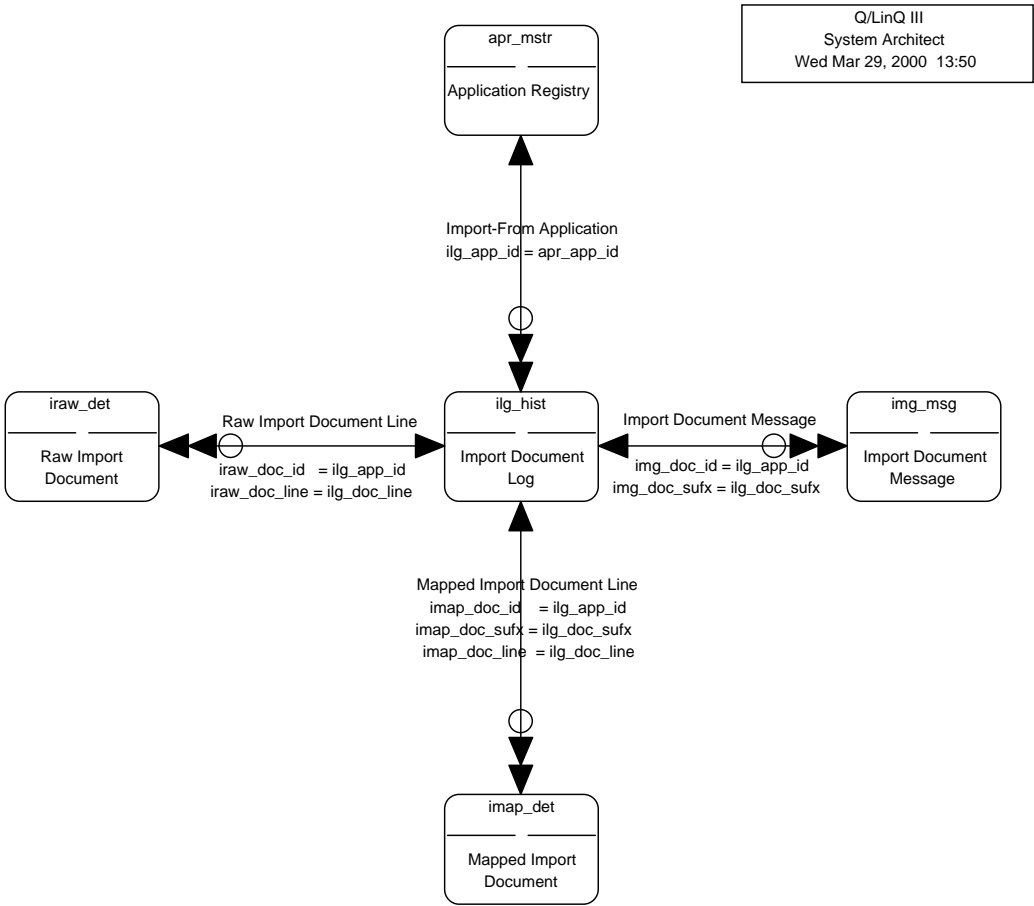 Q/LinQ III
System Architect
Wed Mar 29, 2000  13:50
apr_mstr
Application Registry
Import-From Application
ilg_app_id = apr_app_id
iraw_det
Raw Import
Document
Raw Import Document Line
iraw_doc_id   = ilg_app_id
iraw_doc_line = ilg_doc_line
ilg_hist
Import Document
Log
Import Document Message
img_doc_id = ilg_app_id
img_doc_sufx = ilg_doc_sufx
img_msg
Import Document
Message
Mapped Import Document Line
imap_doc_id    = ilg_app_id
imap_doc_sufx = ilg_doc_sufx
imap_doc_line  = ilg_doc_line
imap_det
Mapped Import
Document